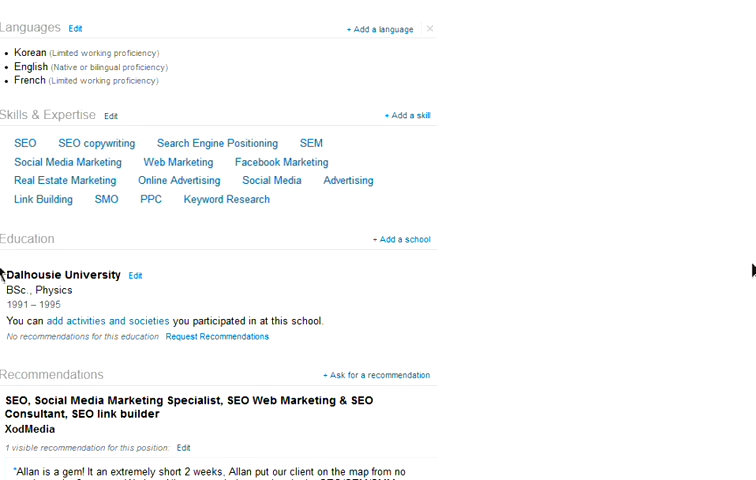 Languages Edit + Add a language ×
• Korean (Limited working proficiency)
• English (Native or bilingual proficiency)
• French (Limited working proficiency)
Skills & Expertise Edit + Add a skill
SEO SEO copywriting Search Engine Positioning SEM
Social Media Marketing Web Marketing Facebook Marketing
Real Estate Marketing Online Advertising Social Media Advertising
Link Building SMO PPC Keyword Research
Education + Add a school
Dalhousie University Edit
BSc., Physics
1991 – 1995
You can add activities and societies you participated in at this school.
No recommendations for this education Request Recommendations
Recommendations + Ask for a recommendation
SEO, Social Media Marketing Specialist, SEO Web Marketing & SEO
Consultant, SEO link builder
XodMedia
1 visible recommendation for this position: Edit
"Allan is a gem! It an extremely short 2 weeks, Allan put our client on the map from no